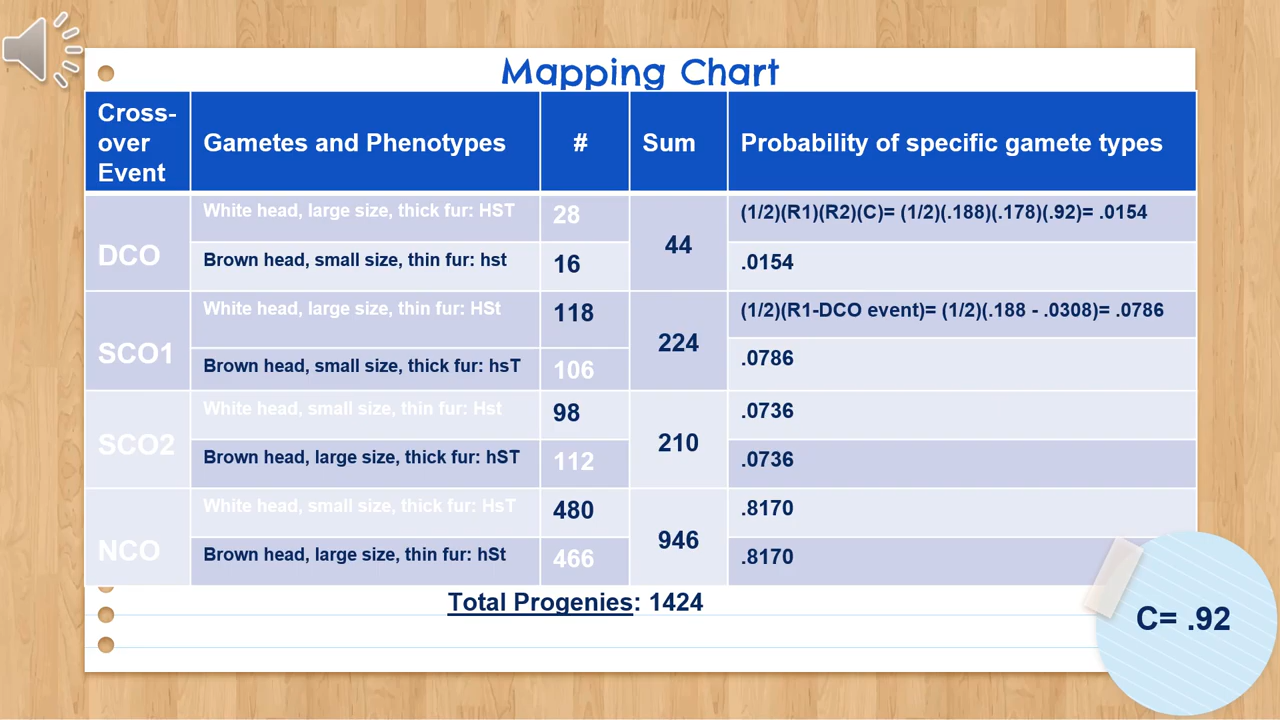 Mapping Chart
Cross-
over
Event
Gametes and Phenotypes
#
Sum
Probability of specific gamete types
DCO
White head, large size, thick fur: HST
28
44
(1/2)(R1)(R2)(C)= (1/2)(.188)(.178)(.92)= .0154
Brown head, small size, thin fur: hst
16
.0154
SCO1
White head, large size, thin fur: HSt
118
224
(1/2)(R1-DCO event)= (1/2)(.188 - .0308)= .0786
Brown head, small size, thick fur: hsT
106
.0786
SCO2
White head, small size, thin fur: Hst
98
210
.0736
Brown head, large size, thick fur: hST
112
.0736
NCO
White head, small size, thick fur: HsT
480
946
.8170
Brown head, large size, thin fur: hSt
466
.8170
Total Progenies: 1424
C= .92